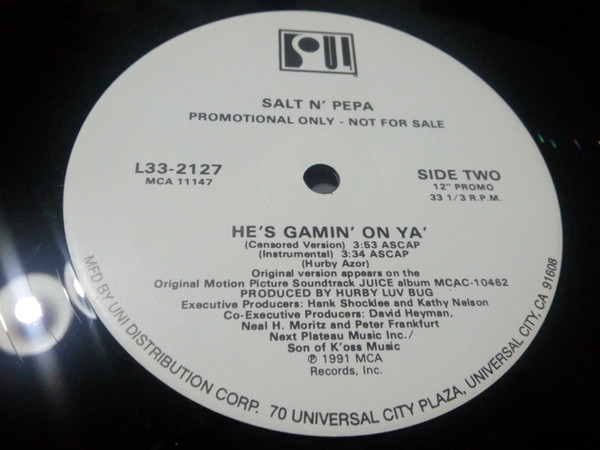 SOUL
SALT N' PEPA
PROMOTIONAL ONLY - NOT FOR SALE
L33-2127
MCA 11147
SIDE TWO
12" PROMO
33 1/3 R.P.M.
HE'S GAMIN' ON YA'
(Censored Version) 3:53 ASCAP
(Instrumental) 3:34 ASCAP
(Hurby Azor)
Original version appears on the
Original Motion Picture Soundtrack JUICE album MCAC-10462
PRODUCED BY HURBY LUV BUG
Executive Producers: Hank Shocklee and Kathy Nelson
Co-Executive Producers: David Heyman,
Neal H. Moritz and Peter Frankfurt
Next Plateau Music Inc./
Son of K'oss Music
℗ 1991 MCA
Records, Inc.
MFD BY UNI DISTRIBUTION CORP. 70 UNIVERSAL CITY PLAZA, UNIVERSAL CITY, CA 91608